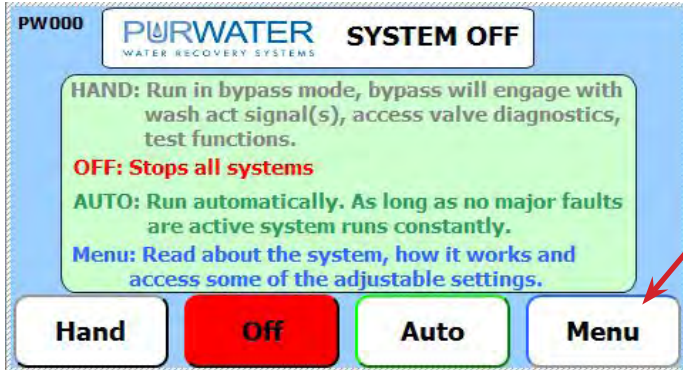 PW000
PURWATER
WATER RECOVERY SYSTEMS
SYSTEM OFF
HAND: Run in bypass mode, bypass will engage with
wash act signal(s), access valve diagnostics,
test functions.
OFF: Stops all systems
AUTO: Run automatically. As long as no major faults
are active system runs constantly.
Menu: Read about the system, how it works and
access some of the adjustable settings.
Hand
Off
Auto
Menu